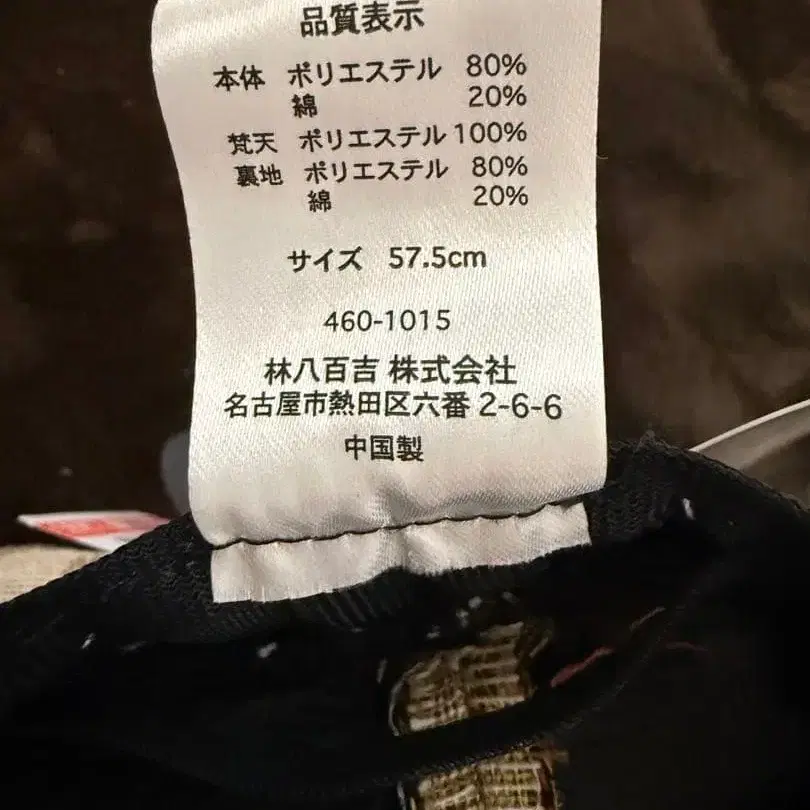 品質表示
本体 ポリエステル 80%
綿 20%
梵天 ポリエステル 100%
裏地 ポリエステル 80%
綿 20%
サイズ 57.5cm
460-1015
林八百吉 株式会社
名古屋市熱田区六番 2-6-6
中国製